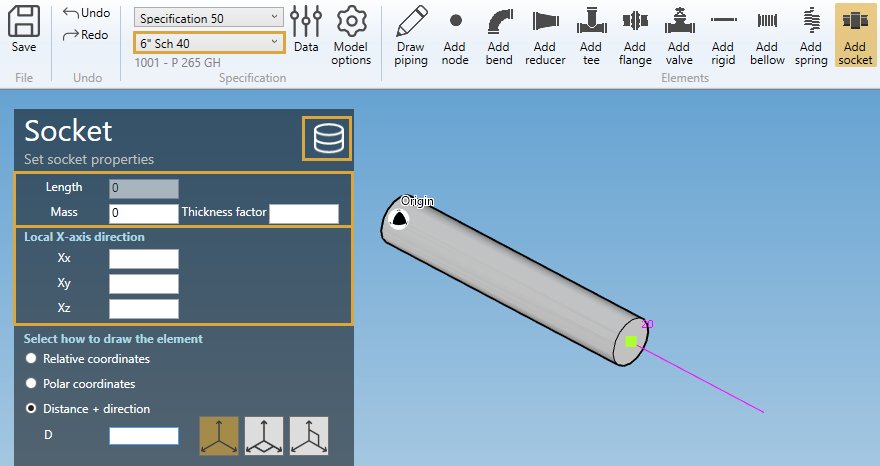 Save
Undo
Redo
File
Undo
Specification 50
6" Sch 40
1001 - P 265 GH
Specification
Data
Model
options
Draw
piping
Add
node
Add
bend
Add
reducer
Add
tee
Add
flange
Add
valve
Add
rigid
Add
bellow
Add
spring
Add
socket
Elements
Socket
Set socket properties
Length 0
Mass 0 Thickness factor
Local X-axis direction
Xx
Xy
Xz
Select how to draw the element
Relative coordinates
Polar coordinates
Distance + direction
D
Origin
20